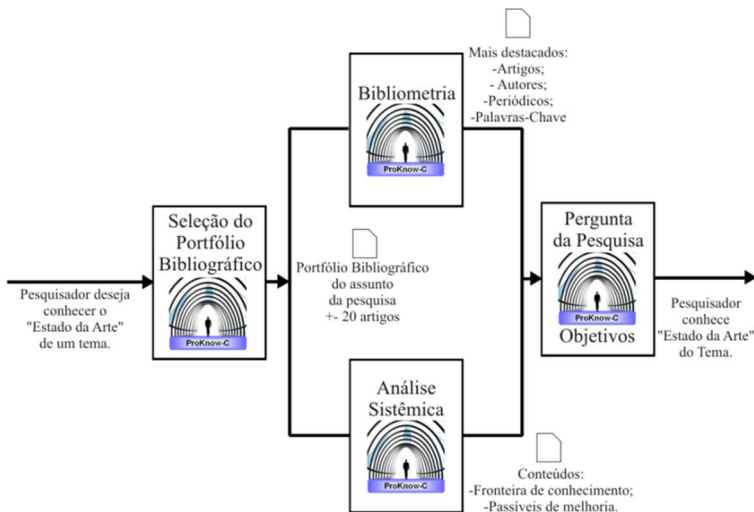 Pesquisador deseja
conhecer o
"Estado da Arte"
de um tema.
Seleção do
Portfólio
Bibliográfico
ProKnow-C
Bibliometria
ProKnow-C
Mais destacados:
-Artigos;
- Autores;
-Periódicos;
-Palavras-Chave
Portfólio Bibliográfico
do assunto
da pesquisa
+- 20 artigos
Análise
Sistêmica
ProKnow-C
Conteúdos:
-Fronteira de conhecimento;
-Passíveis de melhoria.
Pergunta
da Pesquisa
ProKnow-C
Objetivos
Pesquisador
conhece
"Estado da Arte"
do Tema.